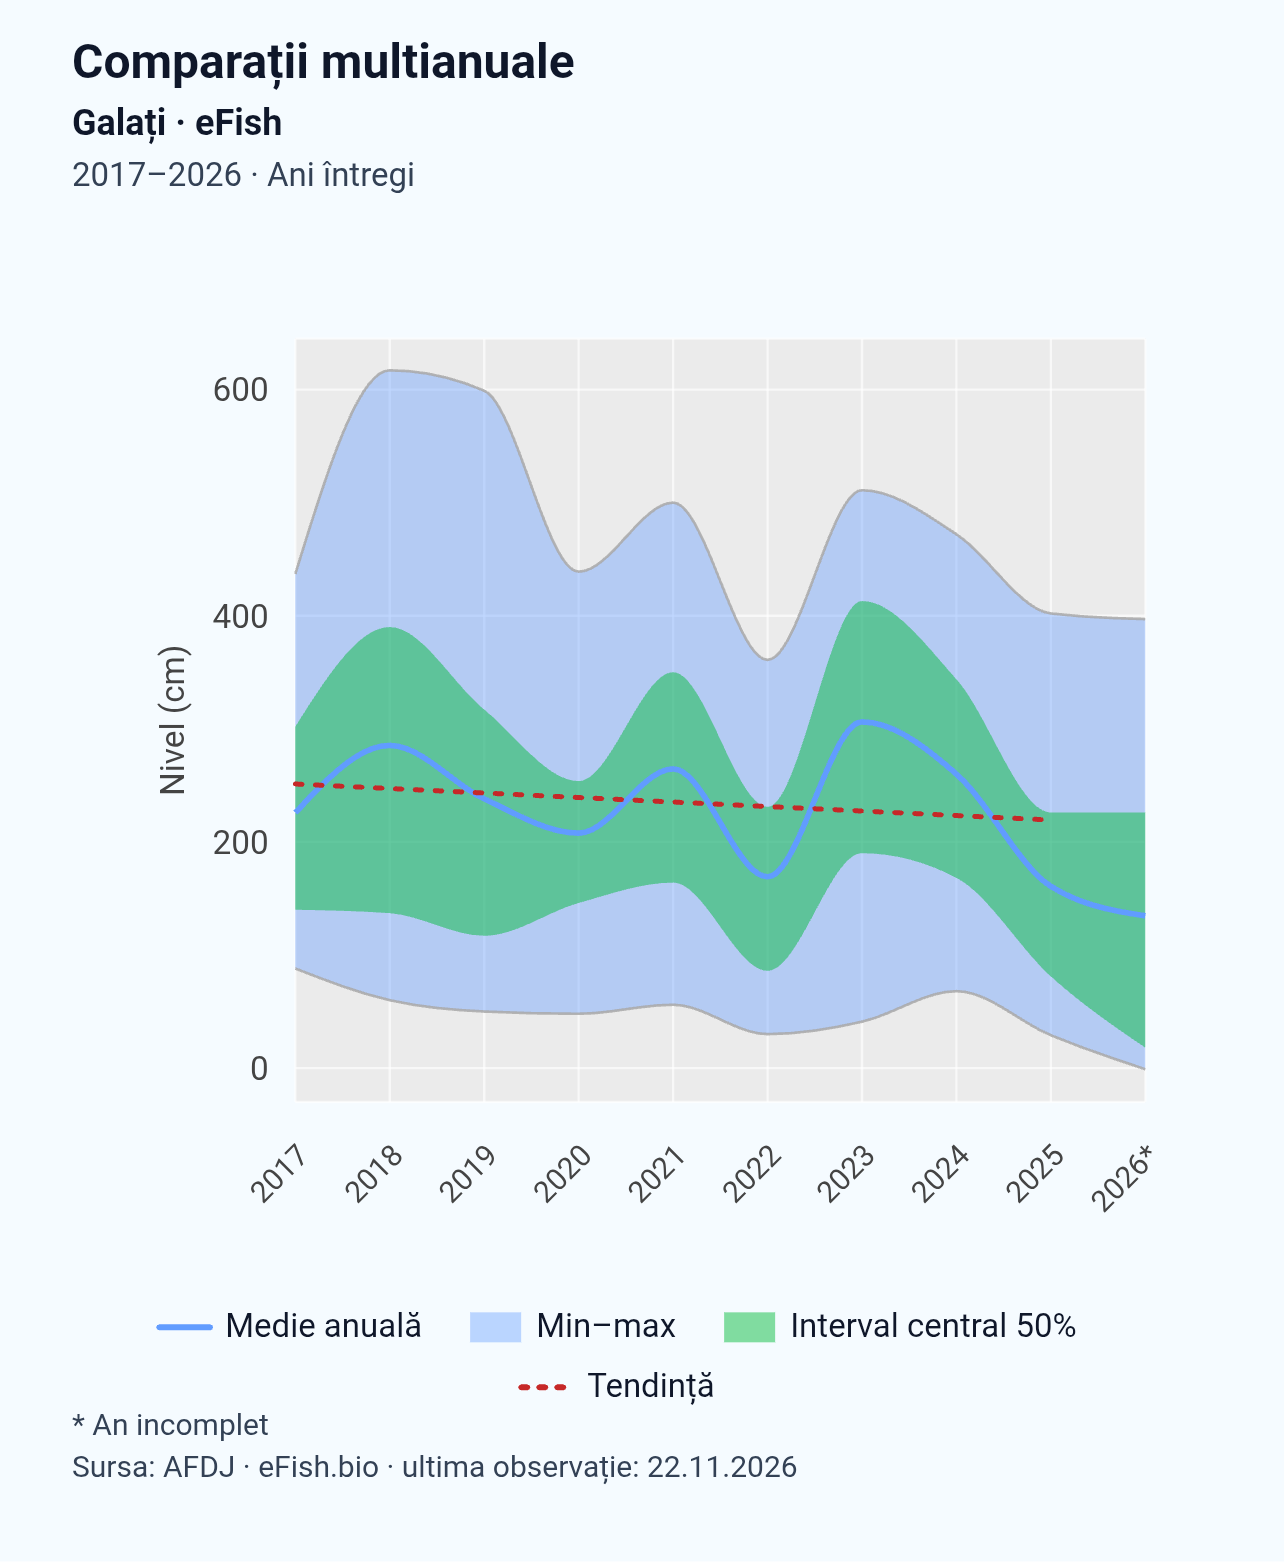 Comparații multianuale
Galați · eFish
2017–2026 · Ani întregi
600
400
200
0
Nivel (cm)
2017
2018
2019
2020
2021
2022
2023
2024
2025
2026*
Medie anuală
Min–max
Interval central 50%
Tendință
* An incomplet
Sursa: AFDJ · eFish.bio · ultima observație: 22.11.2026